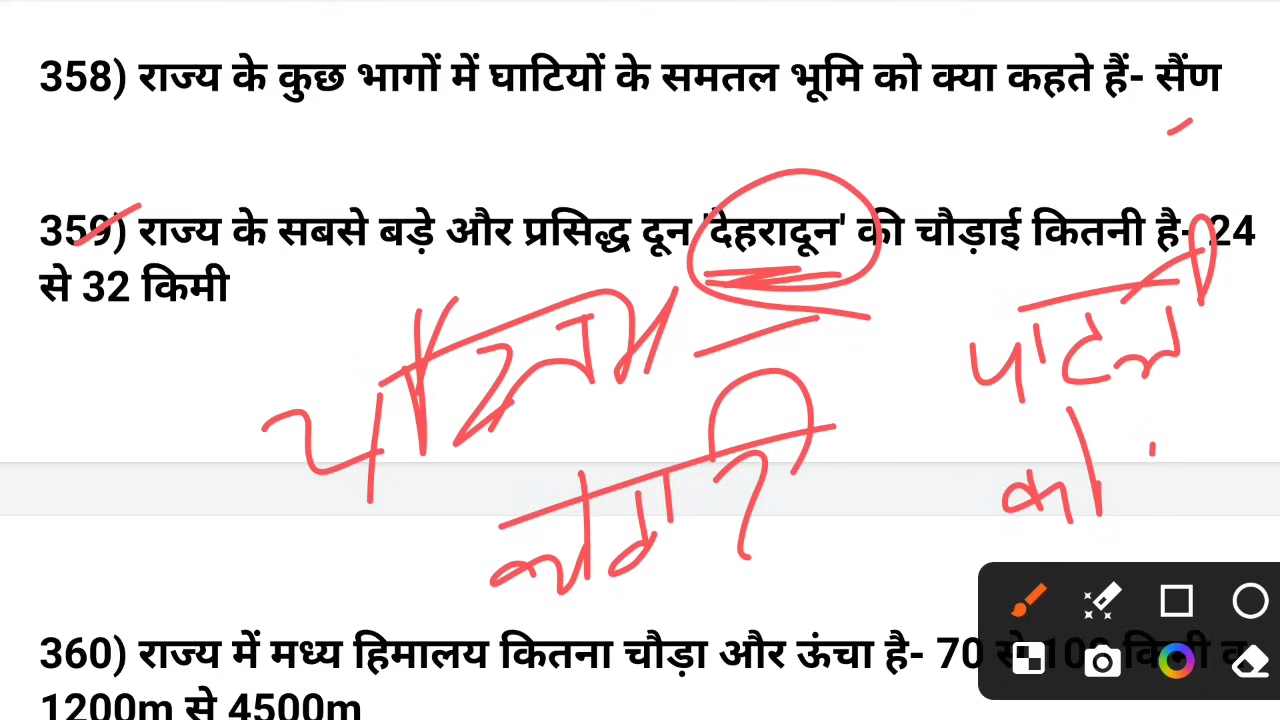 358) राज्य के कुछ भागों में घाटियों के समतल भूमि को क्या कहते हैं- सैंण
359) राज्य के सबसे बड़े और प्रसिद्ध दून 'देहरादून' की चौड़ाई कितनी है- 24
से 32 किमी
360) राज्य में मध्य हिमालय कितना चौड़ा और ऊंचा है- 70 से 100 किमी व
1200m से 4500m